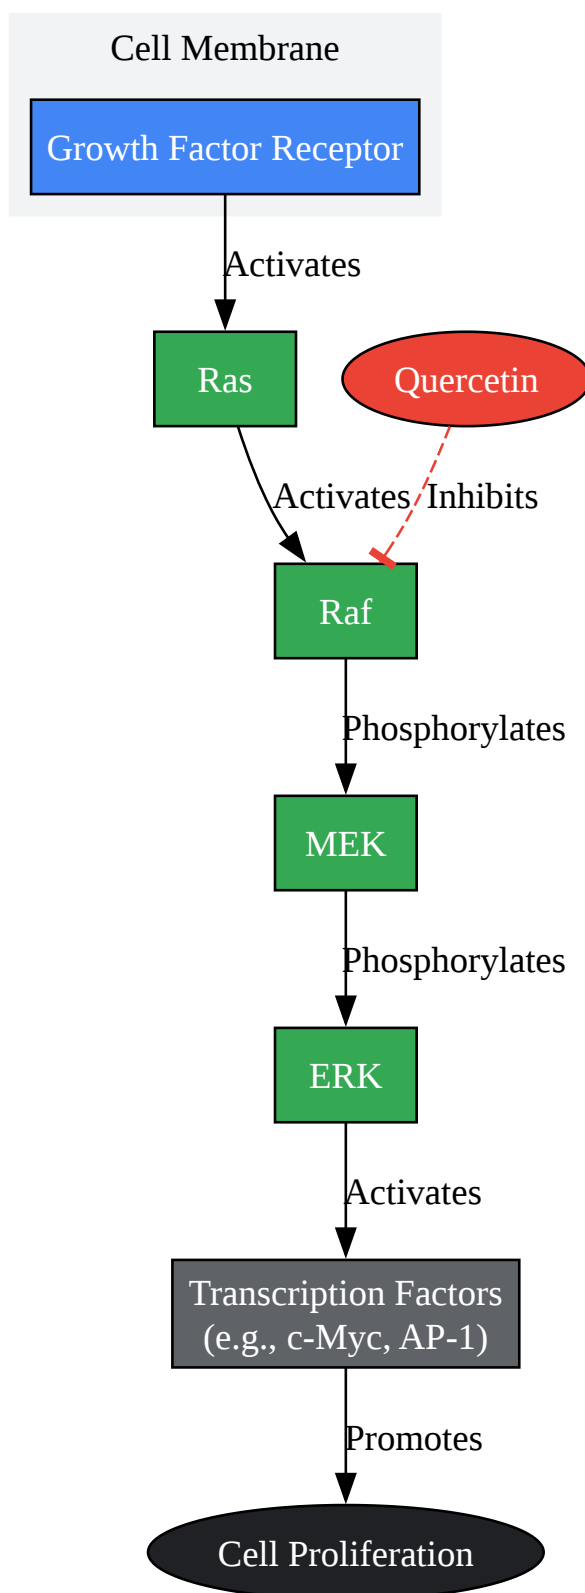 Cell Membrane
Growth Factor Receptor
Activates
Ras
Quercetin
Activates
Inhibits
Raf
Phosphorylates
MEK
Phosphorylates
ERK
Activates
Transcription Factors
(e.g., c-Myc, AP-1)
Promotes
Cell Proliferation